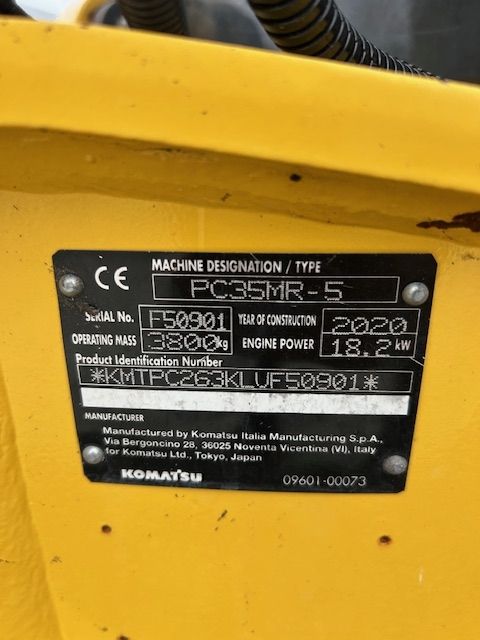 CE MACHINE DESIGNATION / TYPE
PC35MR-5
SERIAL No. F50901 YEAR OF CONSTRUCTION 2020
OPERATING MASS 3800kg ENGINE POWER 18.2 kW
Product Identification Number
*KMTPC263KLVF50901*
MANUFACTURER
Manufactured by Komatsu Italia Manufacturing S.p.A.,
Via Bergoncino 28, 36025 Noventa Vicentina (VI), Italy
for Komatsu Ltd., Tokyo, Japan
KOMATSU 09601-00073